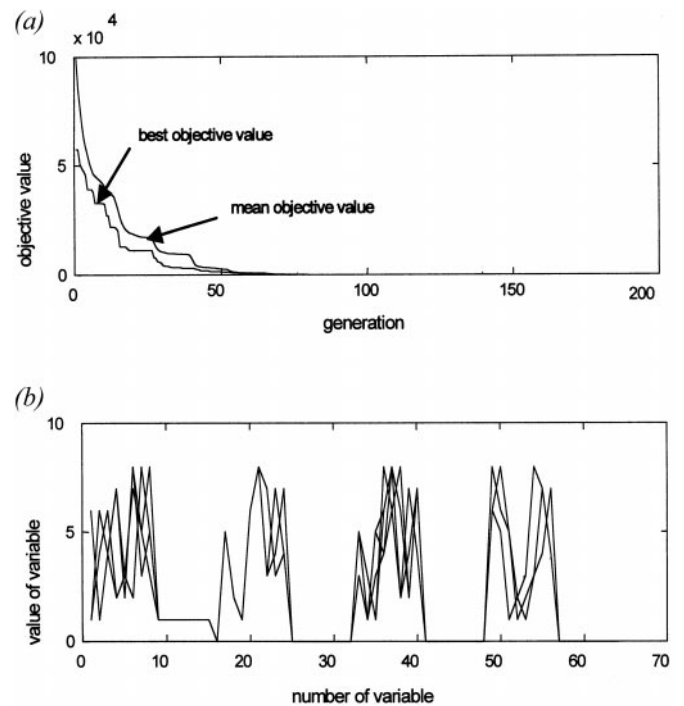 (a)
x 10 4
10
best objective value
5
mean objective value
objective value
0
0 50 100 150 200
generation
(b)
10
5
value of variable
0
0 10 20 30 40 50 60 70
number of variable